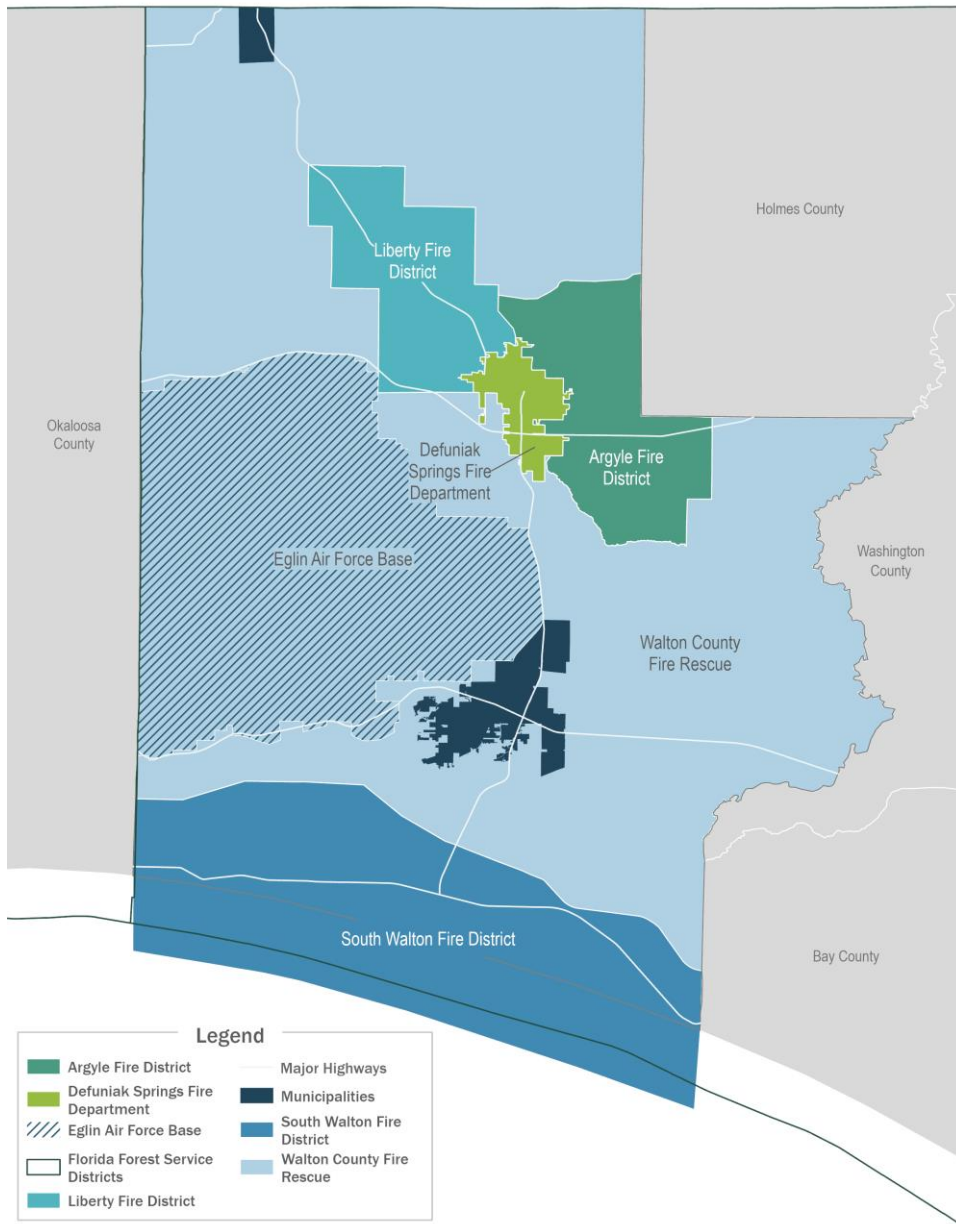 Holmes County
Liberty Fire
District
Okaloosa
County
Defuniak
Springs Fire
Department
Argyle Fire
District
Eglin Air Force Base
Washington
County
Walton County
Fire Rescue
South Walton Fire District
Bay County
Legend
Argyle Fire District
Defuniak Springs Fire
Department
Eglin Air Force Base
Florida Forest Service
Districts
Liberty Fire District
Major Highways
Municipalities
South Walton Fire
District
Walton County Fire
Rescue